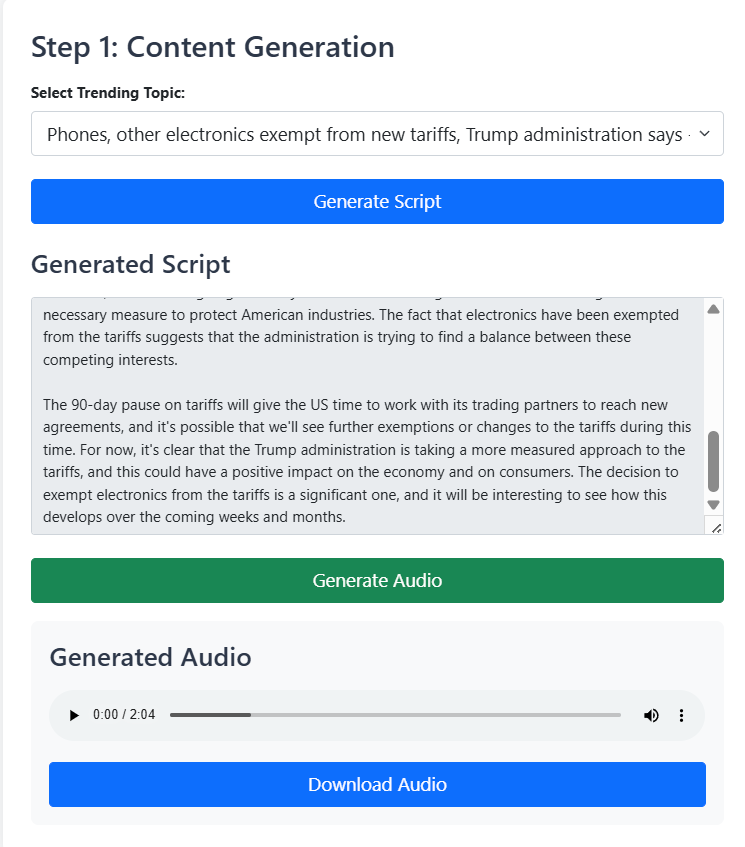 Step 1: Content Generation
Select Trending Topic:
Phones, other electronics exempt from new tariffs, Trump administration says
Generate Script
Generated Script
necessary measure to protect American industries. The fact that electronics have been exempted
from the tariffs suggests that the administration is trying to find a balance between these
competing interests.
The 90-day pause on tariffs will give the US time to work with its trading partners to reach new
agreements, and it's possible that we'll see further exemptions or changes to the tariffs during this
time. For now, it's clear that the Trump administration is taking a more measured approach to the
tariffs, and this could have a positive impact on the economy and on consumers. The decision to
exempt electronics from the tariffs is a significant one, and it will be interesting to see how this
develops over the coming weeks and months.
Generate Audio
Generated Audio
0:00 / 2:04
Download Audio